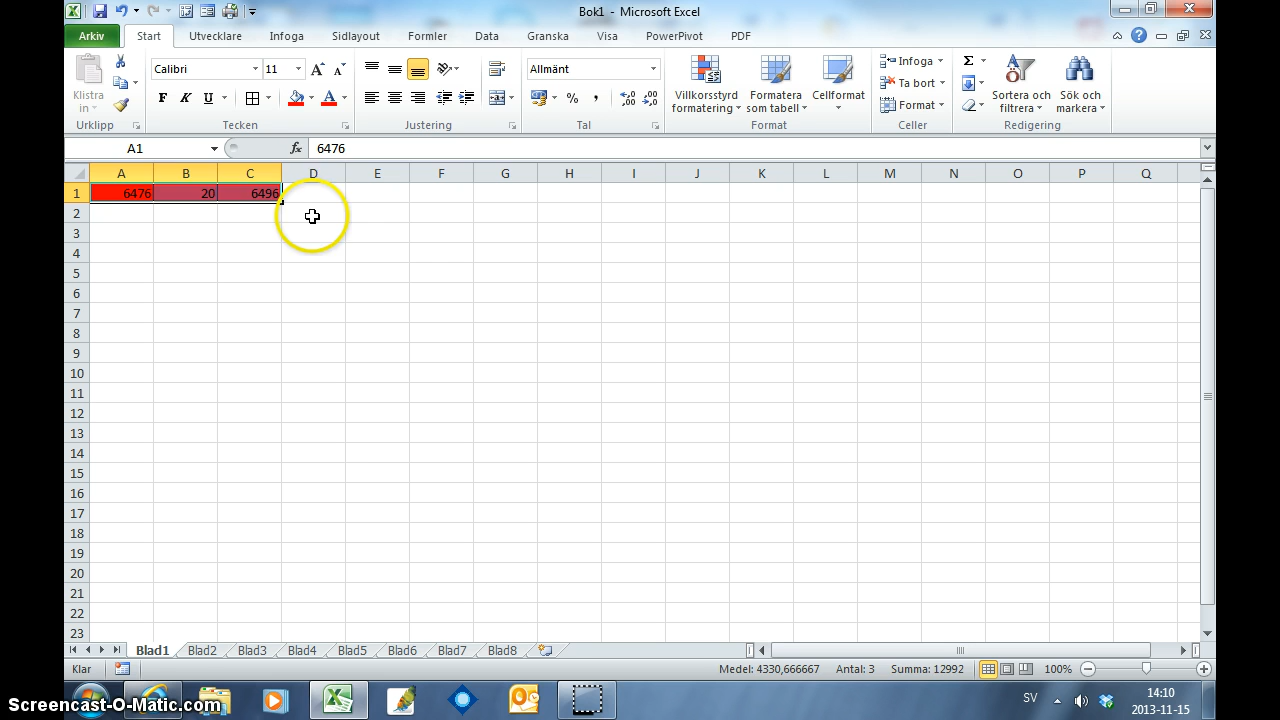 Bok1 - Microsoft Excel
Arkiv Start Utvecklare Infoga Sidlayout Formler Data Granska Visa PowerPivot PDF
Klistra in
Urklipp
Calibri 11
F K U
Tecken
Justering
Allmänt
%
Tal
Villkorsstyrd formatering
Formatera som tabell
Cellformat
Format
Infoga
Ta bort
Format
Celler
Σ
Sortera och filtrera
Sök och markera
Redigering
A1 fx 6476
A B C D E F G H I J K L M N O P Q
1 6476 20 6496
2
3
4
5
6
7
8
9
10
11
12
13
14
15
16
17
18
19
20
21
22
23
Blad1 Blad2 Blad3 Blad4 Blad5 Blad6 Blad7 Blad8
Klar Medel: 4330,666667 Antal: 3 Summa: 12992 100%
Screencast-O-Matic.com
SV 14:10
2013-11-15